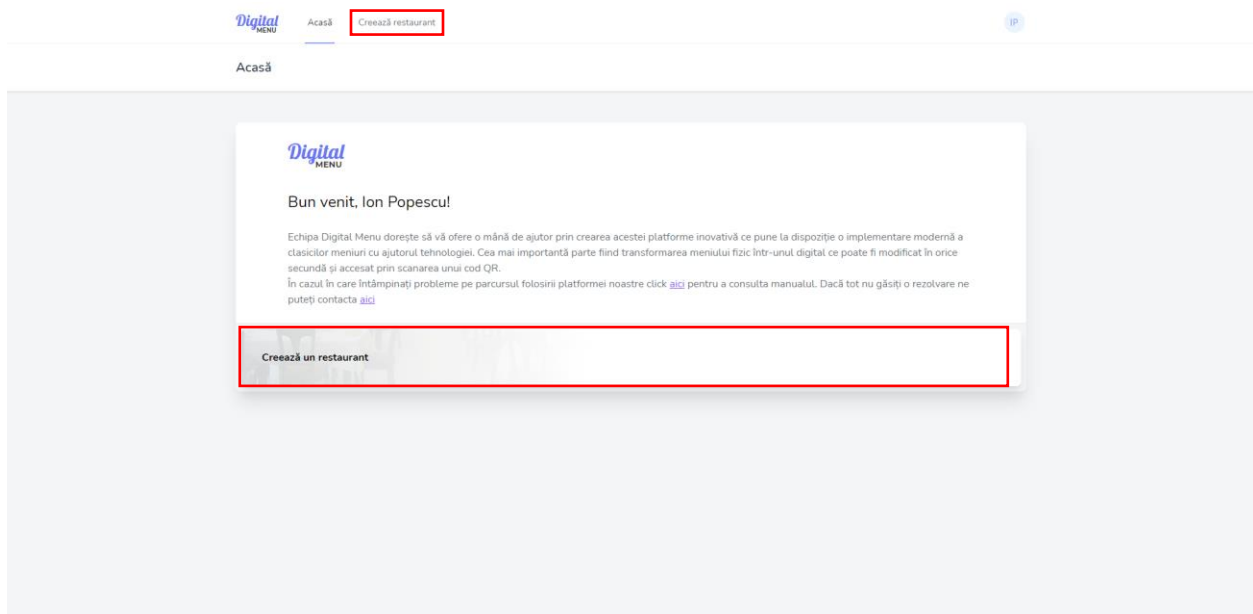 Digital
MENU
Acasă
Creează restaurant
IP
Acasă
Digital
MENU
Bun venit, Ion Popescu!
Echipa Digital Menu dorește să vă ofere o mână de ajutor prin crearea acestei platforme inovativă ce pune la dispoziție o implementare modernă a
clasicilor meniuri cu ajutorul tehnologiei. Cea mai importantă parte fiind transformarea meniului fizic într-unul digital ce poate fi modificat în orice
secundă și accesat prin scanarea unui cod QR.
În cazul în care întâmpinați probleme pe parcursul folosirii platformei noastre click aici pentru a consulta manualul. Dacă tot nu găsiți o rezolvare ne
puteți contacta aici
Creează un restaurant